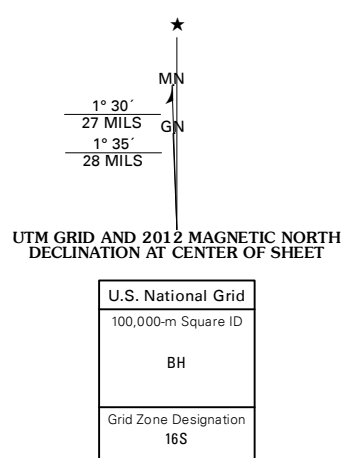 ★
MN
1° 30´
27 MILS
GN
1° 35´
28 MILS
UTM GRID AND 2012 MAGNETIC NORTH
DECLINATION AT CENTER OF SHEET
U.S. National Grid
100,000-m Square ID
BH
Grid Zone Designation
16S